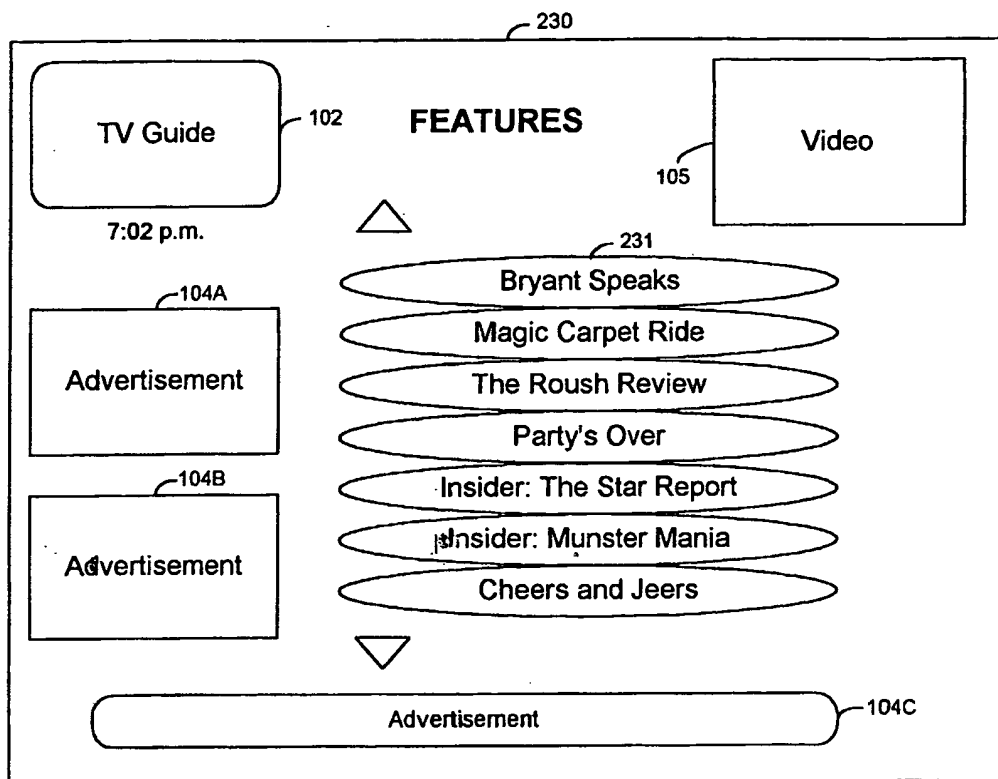 230
TV Guide
102
FEATURES
Video
105
7:02 p.m.
231
Bryant Speaks
Magic Carpet Ride
The Roush Review
Party's Over
Insider: The Star Report
Insider: Munster Mania
Cheers and Jeers
104A
Advertisement
104B
Advertisement
Advertisement
104C